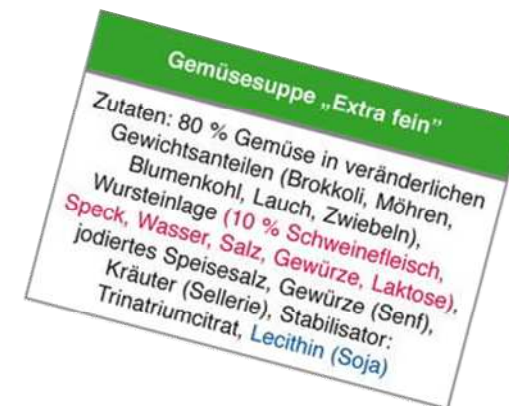 Gemüsesuppe „Extra fein”
Zutaten: 80 % Gemüse in veränderlichen
Gewichtsanteilen (Brokkoli, Möhren,
Blumenkohl, Lauch, Zwiebeln),
Wursteinlage (10 % Schweinefleisch,
Speck, Wasser, Salz, Gewürze, Laktose),
jodiertes Speisesalz, Gewürze (Senf),
Kräuter (Sellerie), Stabilisator:
Trinatriumcitrat, Lecithin (Soja)